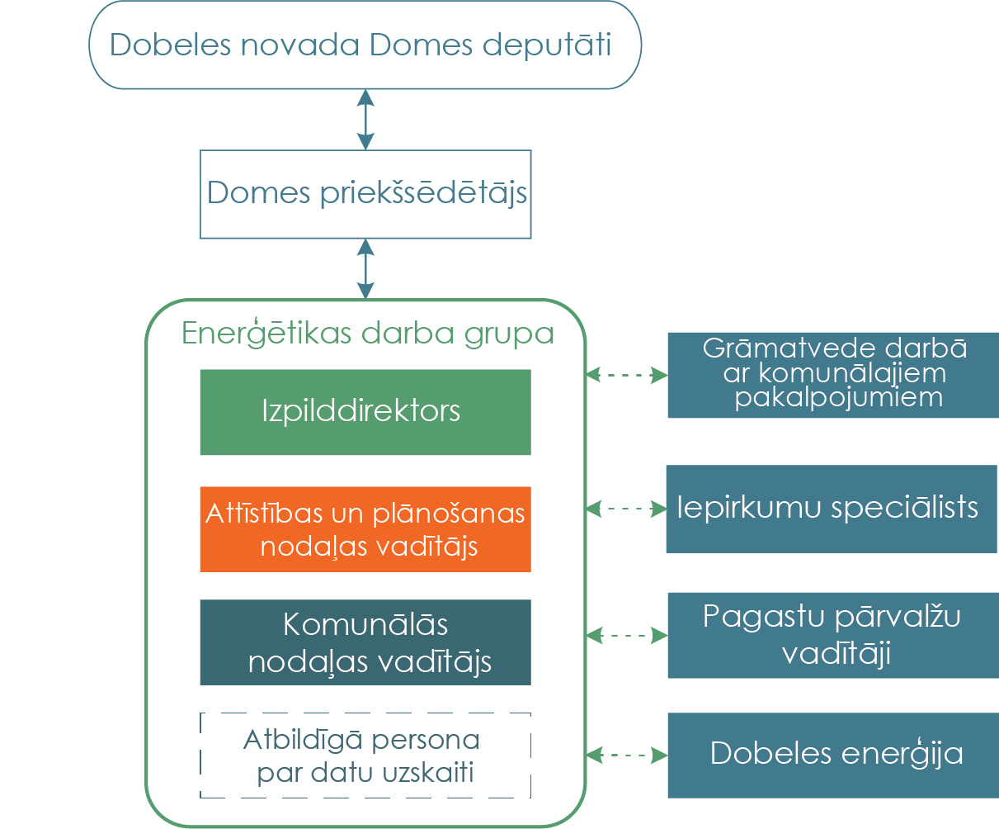 Dobeles novada Domes deputāti
Domes priekšsēdētājs
Enerģētikas darba grupa
Izpilddirektors
Attīstības un plānošanas
nodaļas vadītājs
Komunālās
nodaļas vadītājs
Atbildīgā persona
par datu uzskaiti
Grāmatvede darbā
ar komunālajiem
pakalpojumiem
Iepirkumu speciālists
Pagastu pārvalžu
vadītāji
Dobeles enerģija